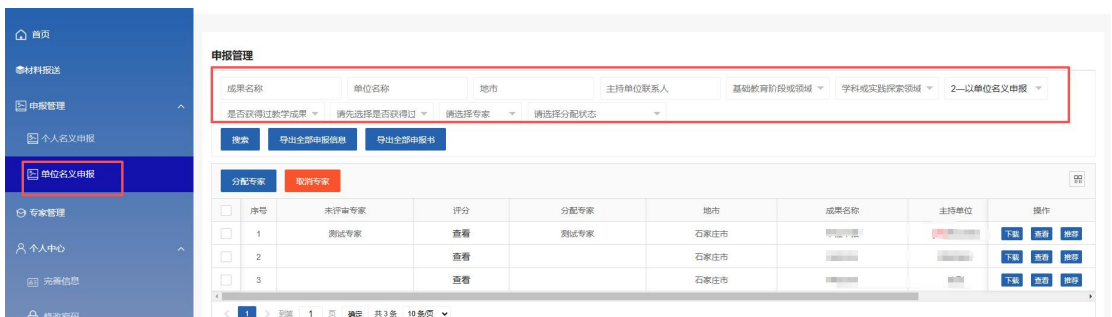 首页
材料报送
申报管理
个人名义申报
单位名义申报
专家管理
个人中心
完善信息
申报管理
成果名称 单位名称 地市 主持单位联系人 基础教育阶段或领域 学科或实践探索领域 2—以单位名义申报
是否获得过教学成果 请先选择是否获得过 请选择专家 请选择分配状态
搜索 导出全部申报信息 导出全部申报书
分配专家 取消专家
序号 未评审专家 评分 分配专家 地市 成果名称 主持单位 操作
1 测试专家 查看 测试专家 石家庄市 下载 查看 推荐
2 查看 石家庄市 下载 查看 推荐
3 查看 石家庄市 下载 查看 推荐
1 到第 1 页 确定 共3条 10条/页